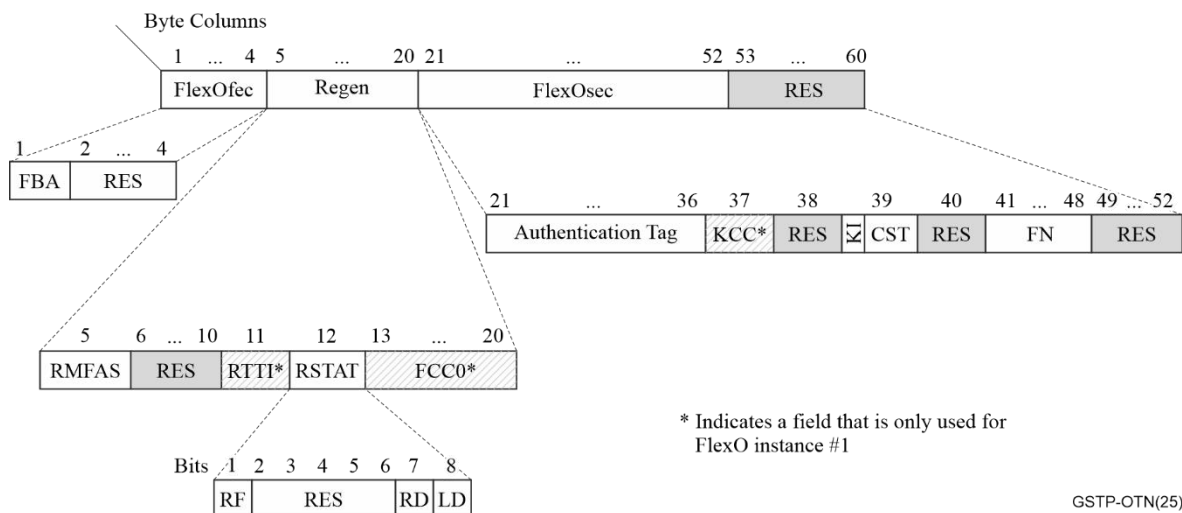 Byte Columns
1 ... 4 5 ... 20 21 ... 52 53 ... 60
FlexOfec Regen FlexOsec RES
1 2 ... 4
FBA RES
21 ... 36 37 38 39 40 41 ... 48 49 ... 52
Authentication Tag KCC* RES KI CST RES FN RES
5 6 ... 10 11 12 13 ... 20
RMFAS RES RTTI* RSTAT FCC0*
* Indicates a field that is only used for
FlexO instance #1
Bits 1 2 3 4 5 6 7 8
RF RES RD LD
GSTP-OTN(25)